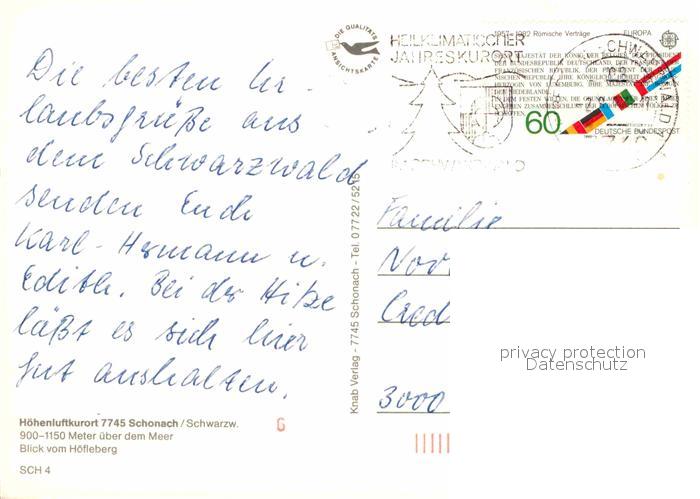 Die besten Ur-
laubsgrüße aus
dem Schwarzwald
senden Euch
Karl-Hermann u.
Edith. Bei der Hitze
läßt es sich hier
gut aushalten.
Höhenluftkurort 7745 Schonach / Schwarzw.
900–1150 Meter über dem Meer
Blick vom Höfleberg
SCH 4
G
Knab Verlag - 7745 Schonach - Tel. 07722/5215
DIE QUALITÄTS
ANSICHTSKARTE
HEILKLIMATISCHER
JAHRESKURORT
1957-1982 Römische Verträge EUROPA
60
DEUTSCHE BUNDESPOST
Familie
3000
privacy protection
Datenschutz